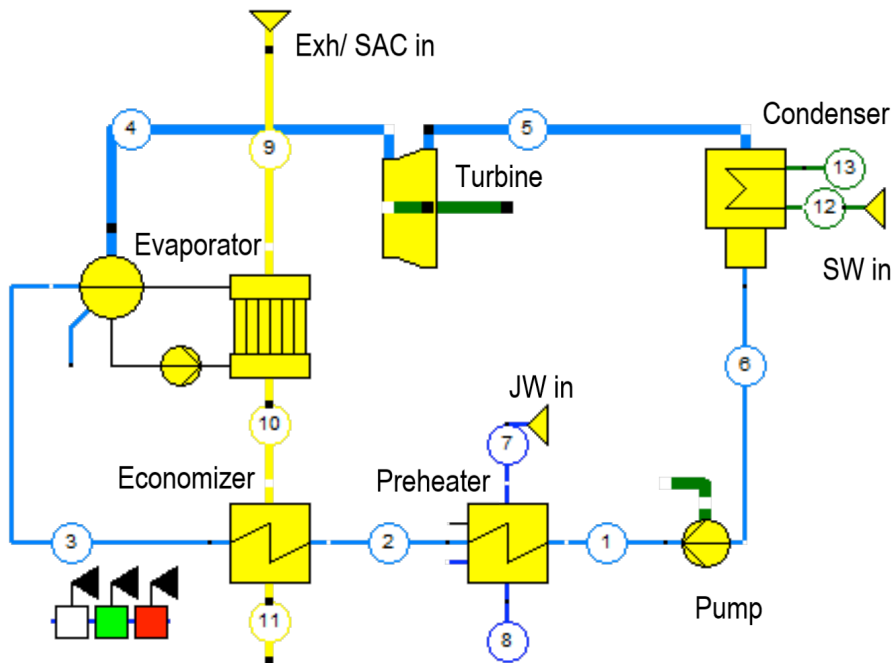 Exh/ SAC in
4
5
Condenser
9
13
Turbine
12
Evaporator
SW in
6
JW in
7
10
Economizer
Preheater
3
2
1
Pump
11
8